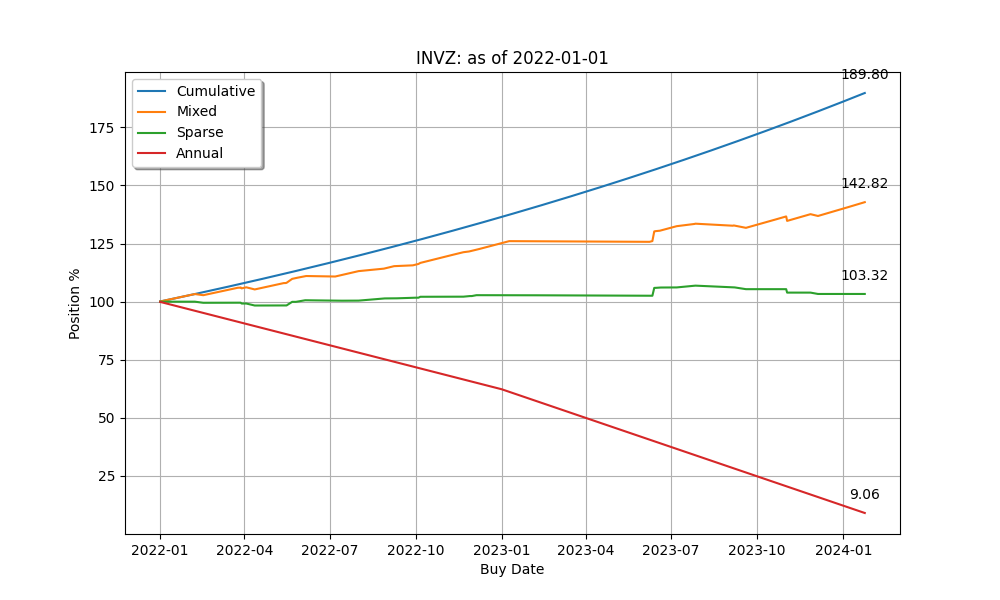 INVZ: as of 2022-01-01
189.80
Cumulative
Mixed
Sparse
Annual
175
150
125
100
75
50
25
142.82
103.32
9.06
Position %
2022-01 2022-04 2022-07 2022-10 2023-01 2023-04 2023-07 2023-10 2024-01
Buy Date